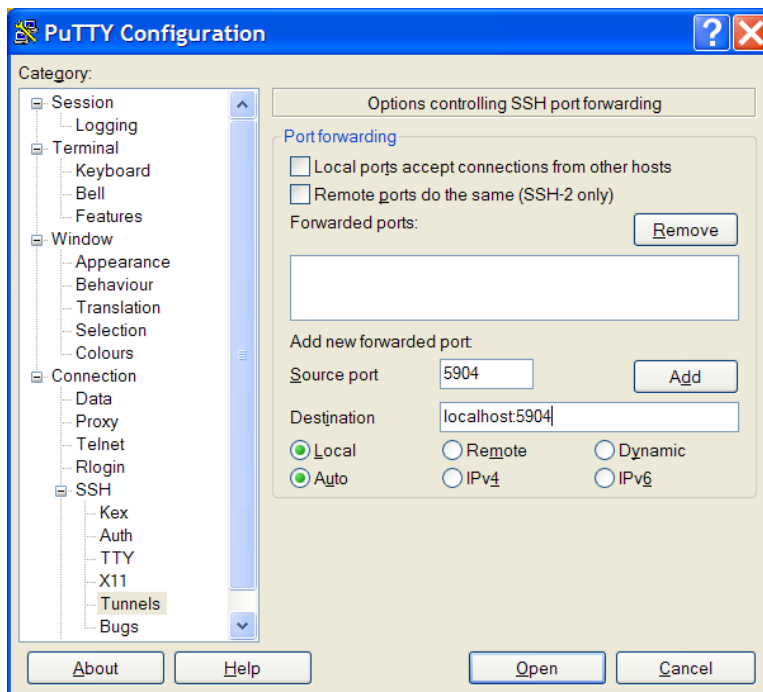 PuTTY Configuration
?
Category:
Session
Logging
Terminal
Keyboard
Bell
Features
Window
Appearance
Behaviour
Translation
Selection
Colours
Connection
Data
Proxy
Telnet
Rlogin
SSH
Kex
Auth
TTY
X11
Tunnels
Bugs
Options controlling SSH port forwarding
Port forwarding
Local ports accept connections from other hosts
Remote ports do the same (SSH-2 only)
Forwarded ports: Remove
Add new forwarded port:
Source port 5904 Add
Destination localhost:5904
Local Remote Dynamic
Auto IPv4 IPv6
About Help Open Cancel